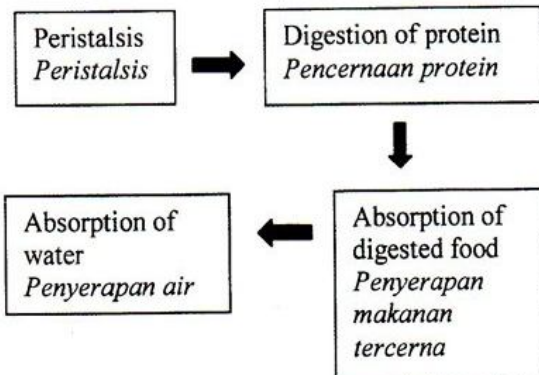 Peristalsis
Peristalsis
Digestion of protein
Pencernaan protein
Absorption of
digested food
Penyerapan
makanan
tercerna
Absorption of
water
Penyerapan air